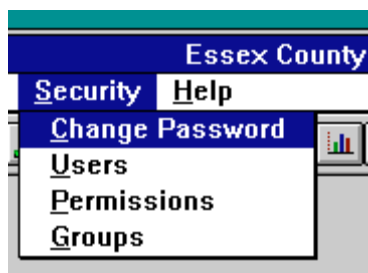 Essex County
Security Help
Change Password
Users
Permissions
Groups